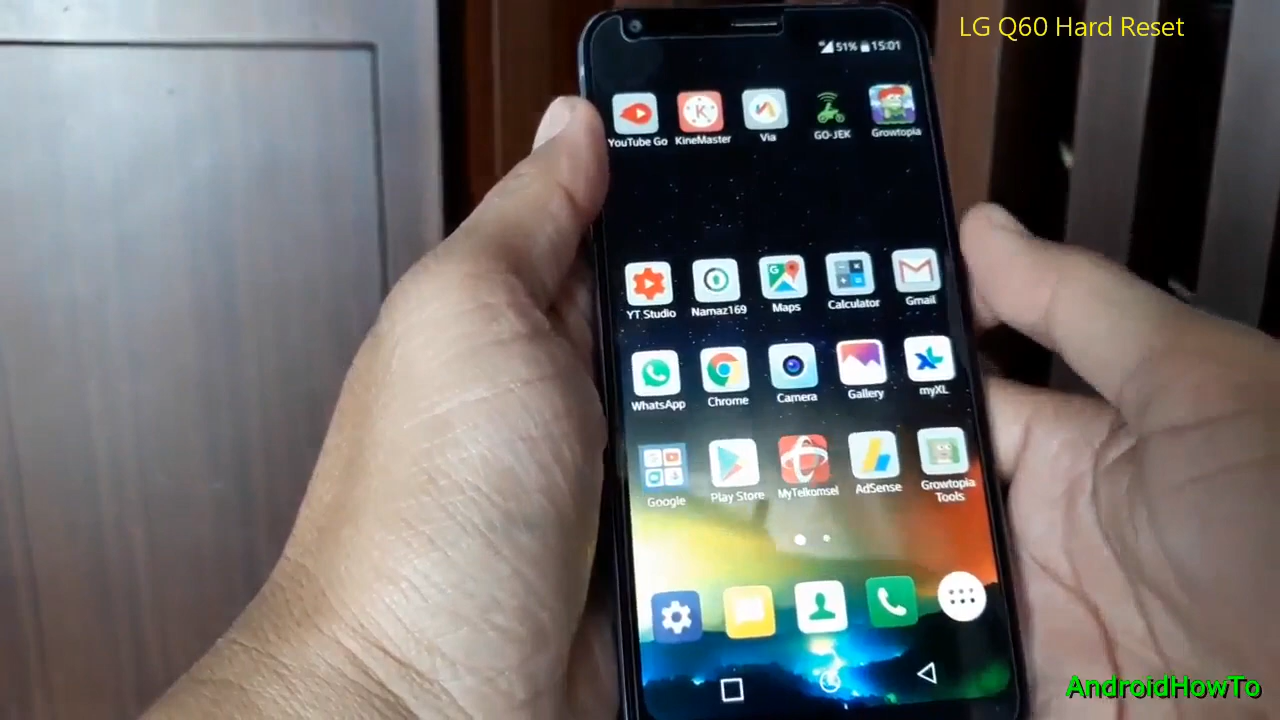 LG Q60 Hard Reset
51% 15:01
YouTube Go KineMaster Via GO-JEK Growtopia
YT Studio Namaz169 Maps Calculator Gmail
WhatsApp Chrome Camera Gallery myXL
Google Play Store MyTelkomsel AdSense Growtopia
Tools
AndroidHowTo